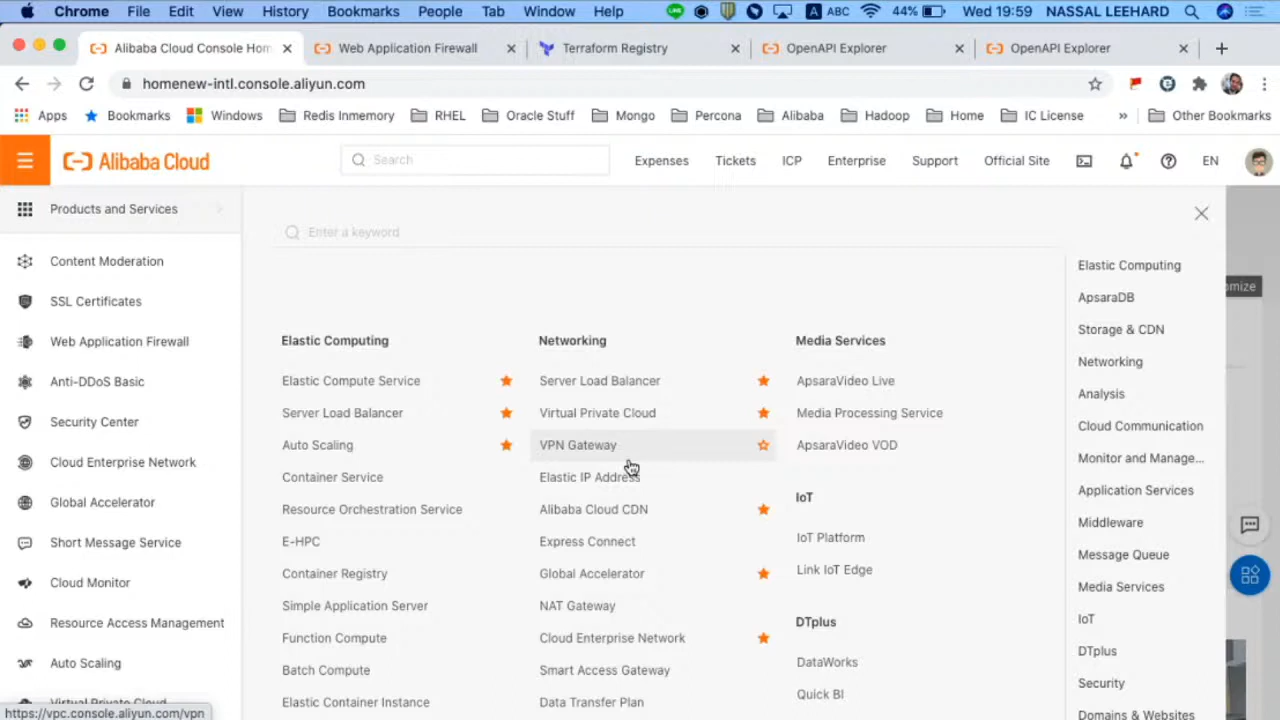 Chrome File Edit View History Bookmarks People Tab Window Help A ABC 44% Wed 19:59 NASSAL LEEHARD
Alibaba Cloud Console Hom Web Application Firewall Terraform Registry OpenAPI Explorer OpenAPI Explorer
homenew-intl.console.aliyun.com
Apps Bookmarks Windows Redis Inmemory RHEL Oracle Stuff Mongo Percona Alibaba Hadoop Home IC License » Other Bookmarks
Alibaba Cloud Search Expenses Tickets ICP Enterprise Support Official Site EN
Products and Services
Content Moderation
SSL Certificates
Web Application Firewall
Anti-DDoS Basic
Security Center
Cloud Enterprise Network
Global Accelerator
Short Message Service
Cloud Monitor
Resource Access Management
Auto Scaling
Virtual Private Cloud
https://vpc.console.aliyun.com/vpn
Enter a keyword
Elastic Computing
Elastic Compute Service
Server Load Balancer
Auto Scaling
Container Service
Resource Orchestration Service
E-HPC
Container Registry
Simple Application Server
Function Compute
Batch Compute
Elastic Container Instance
Networking
Server Load Balancer
Virtual Private Cloud
VPN Gateway
Elastic IP Address
Alibaba Cloud CDN
Express Connect
Global Accelerator
NAT Gateway
Cloud Enterprise Network
Smart Access Gateway
Data Transfer Plan
Media Services
ApsaraVideo Live
Media Processing Service
ApsaraVideo VOD
IoT
IoT Platform
Link IoT Edge
DTplus
DataWorks
Quick BI
Elastic Computing
ApsaraDB
Storage & CDN
Networking
Analysis
Cloud Communication
Monitor and Manage...
Application Services
Middleware
Message Queue
Media Services
IoT
DTplus
Security
Domains & Websites
omize